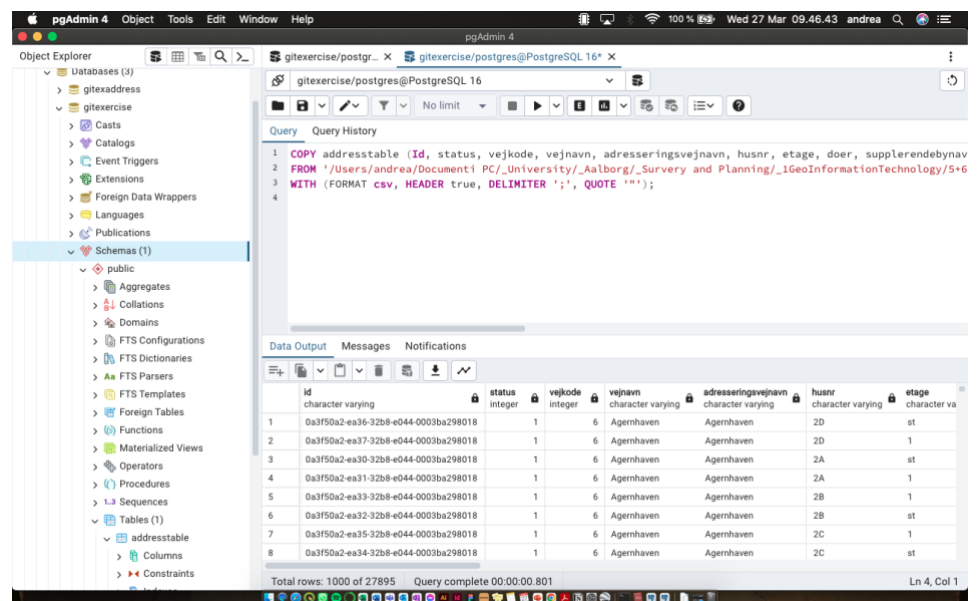 pgAdmin 4 Object Tools Edit Window Help 100 % Wed 27 Mar 09.46.43 andrea
pgAdmin 4
Object Explorer
Databases (3)
gitexaddress
gitexercise
Casts
Catalogs
Event Triggers
Extensions
Foreign Data Wrappers
Languages
Publications
Schemas (1)
public
Aggregates
Collations
Domains
FTS Configurations
FTS Dictionaries
Aa FTS Parsers
FTS Templates
Foreign Tables
Functions
Materialized Views
Operators
Procedures
1..3 Sequences
Tables (1)
addresstable
Columns
Constraints
gitexercise/postgr... × gitexercise/postgres@PostgreSQL 16* ×
gitexercise/postgres@PostgreSQL 16
No limit E
Query Query History
1 COPY addresstable (Id, status, vejkode, vejnavn, adresseringsvejnavn, husnr, etage, doer, supplerendebynav
2 FROM '/Users/andrea/Documenti PC/_University/_Aalborg/_Survery and Planning/_1GeoInformationTechnology/5+6
3 WITH (FORMAT csv, HEADER true, DELIMITER ';', QUOTE '"');
4
Data Output Messages Notifications
id status vejkode vejnavn adresseringsvejnavn husnr etage
character varying integer integer character varying character varying character varying character va
1 0a3f50a2-ea36-32b8-e044-0003ba298018 1 6 Agernhaven Agernhaven 2D st
2 0a3f50a2-ea37-32b8-e044-0003ba298018 1 6 Agernhaven Agernhaven 2D 1
3 0a3f50a2-ea30-32b8-e044-0003ba298018 1 6 Agernhaven Agernhaven 2A st
4 0a3f50a2-ea31-32b8-e044-0003ba298018 1 6 Agernhaven Agernhaven 2A 1
5 0a3f50a2-ea33-32b8-e044-0003ba298018 1 6 Agernhaven Agernhaven 2B 1
6 0a3f50a2-ea32-32b8-e044-0003ba298018 1 6 Agernhaven Agernhaven 2B st
7 0a3f50a2-ea35-32b8-e044-0003ba298018 1 6 Agernhaven Agernhaven 2C 1
8 0a3f50a2-ea34-32b8-e044-0003ba298018 1 6 Agernhaven Agernhaven 2C st
Total rows: 1000 of 27895 Query complete 00:00:00.801 Ln 4, Col 1